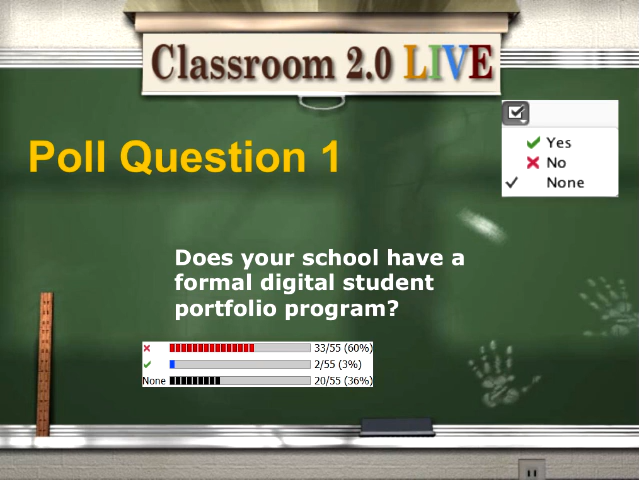 Classroom 2.0 LIVE
Poll Question 1
Yes
No
None
Does your school have a
formal digital student
portfolio program?
33/55 (60%)
2/55 (3%)
None 20/55 (36%)